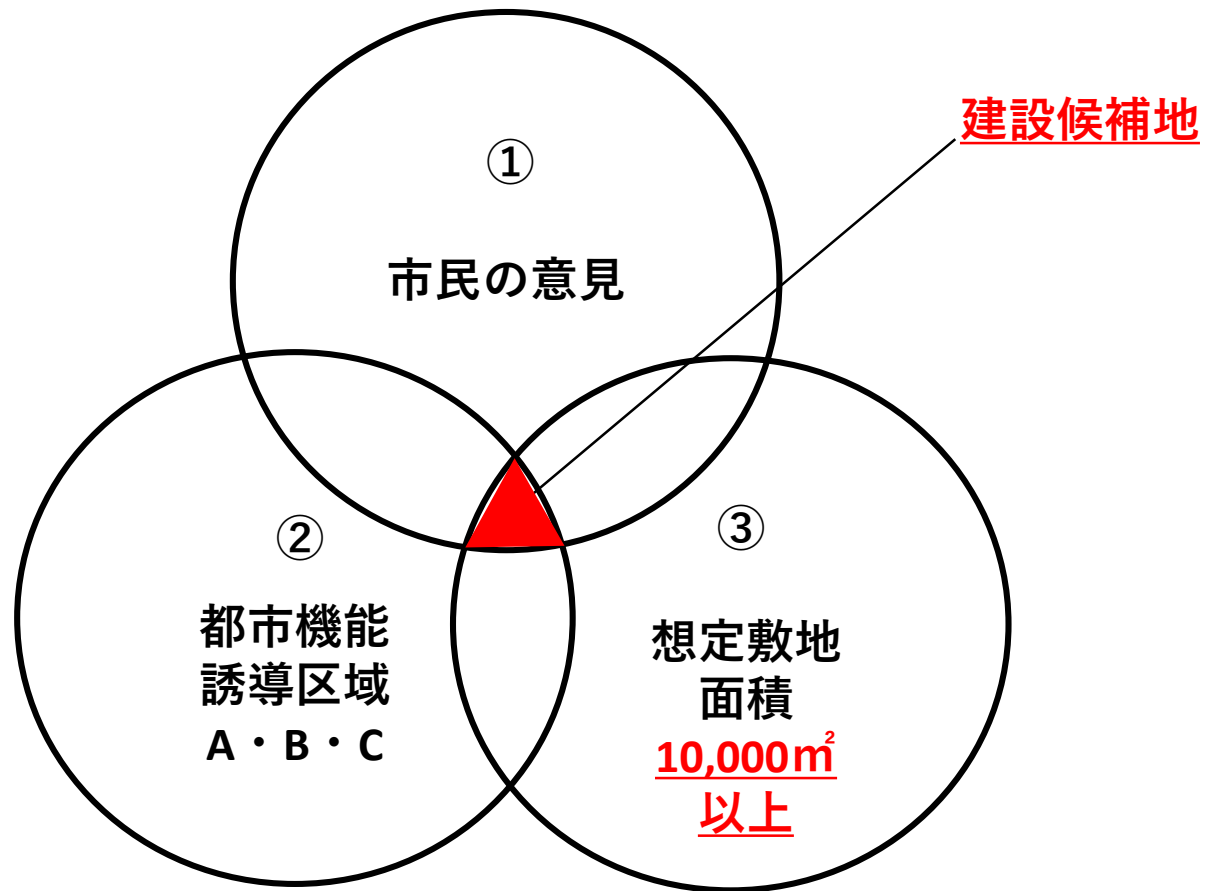 建設候補地
①
市民の意見
②
都市機能
誘導区域
A・B・C
③
想定敷地
面積
10,000㎡
以上